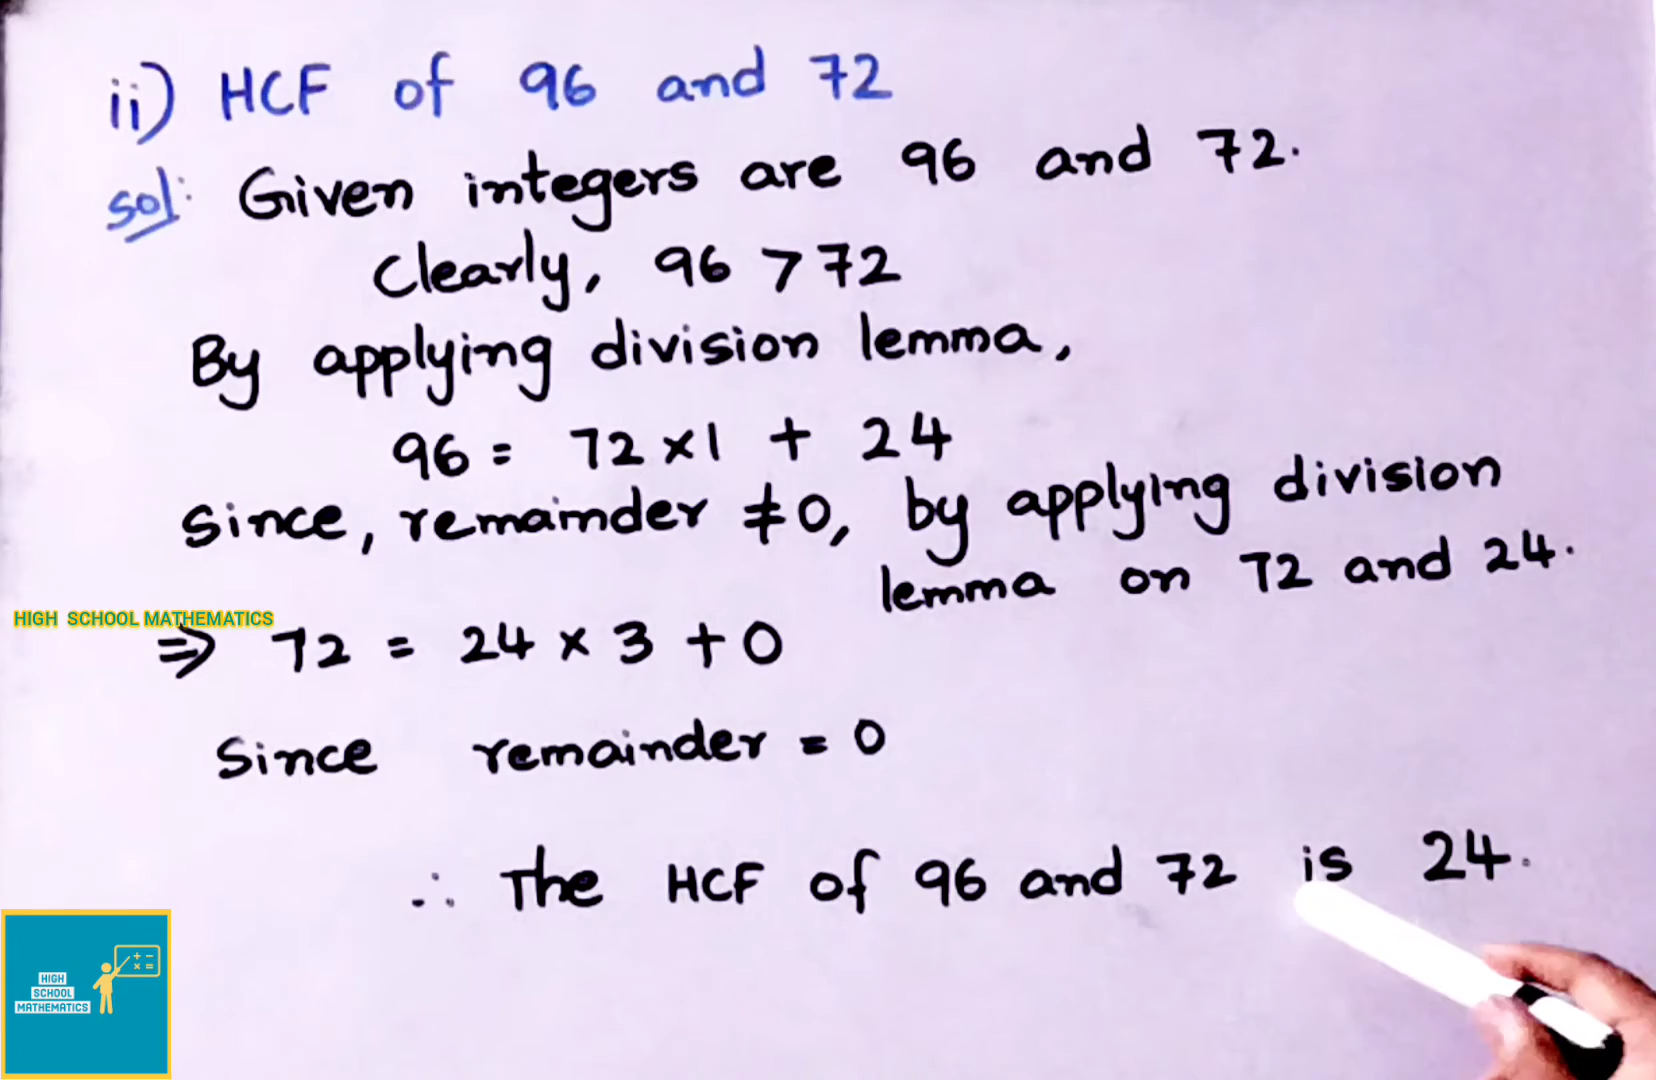 ii) HCF of 96 and 72
Sol: Given integers are 96 and 72.
Clearly, 96 > 72
By applying division lemma,
96 = 72 × 1 + 24
Since, remainder ≠ 0, by applying division
lemma on 72 and 24.
HIGH SCHOOL MATHEMATICS
⇒ 72 = 24 × 3 + 0
Since remainder = 0
∴ The HCF of 96 and 72 is 24.
HIGH
SCHOOL
MATHEMATICS
+ -
× =